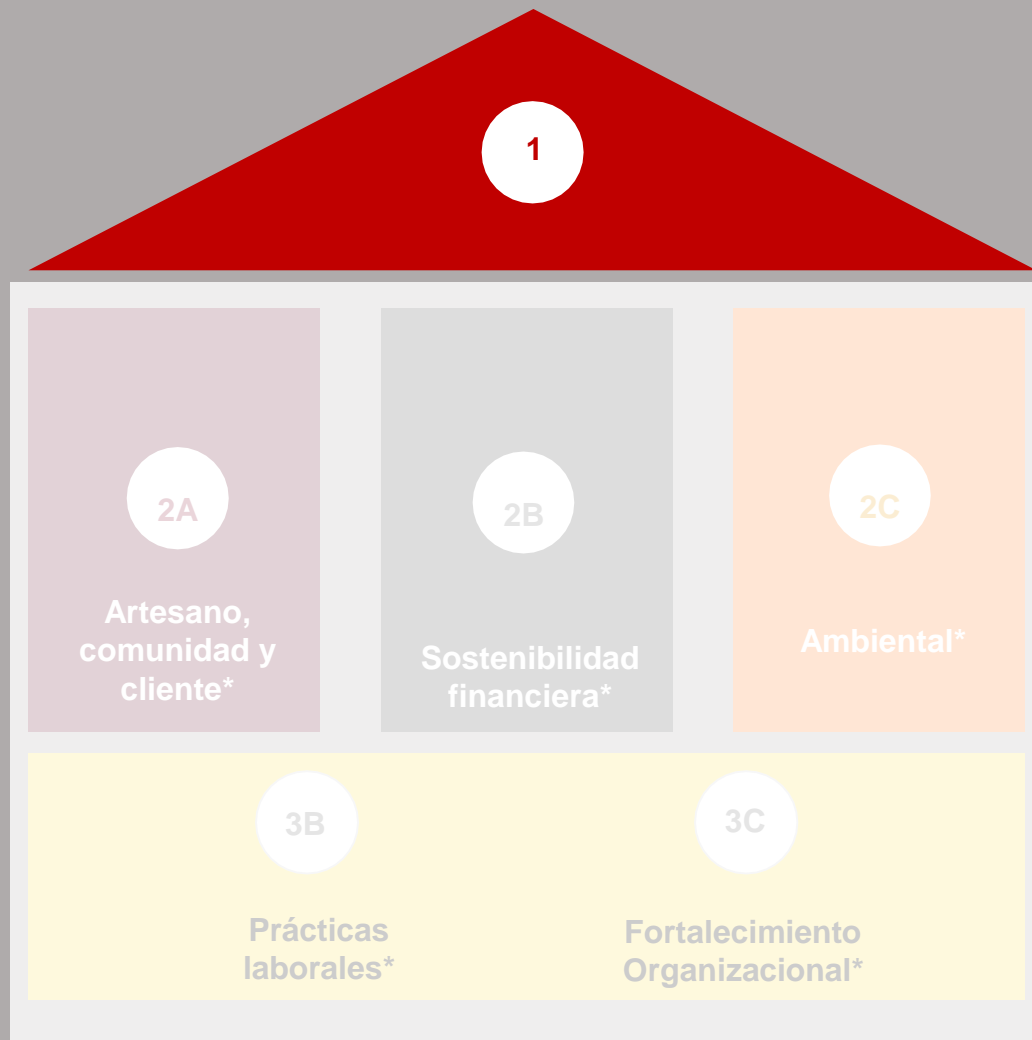 1
2A
Artesano,
comunidad y
cliente*
2B
Sostenibilidad
financiera*
2C
Ambiental*
3B
Prácticas
laborales*
3C
Fortalecimiento
Organizacional*